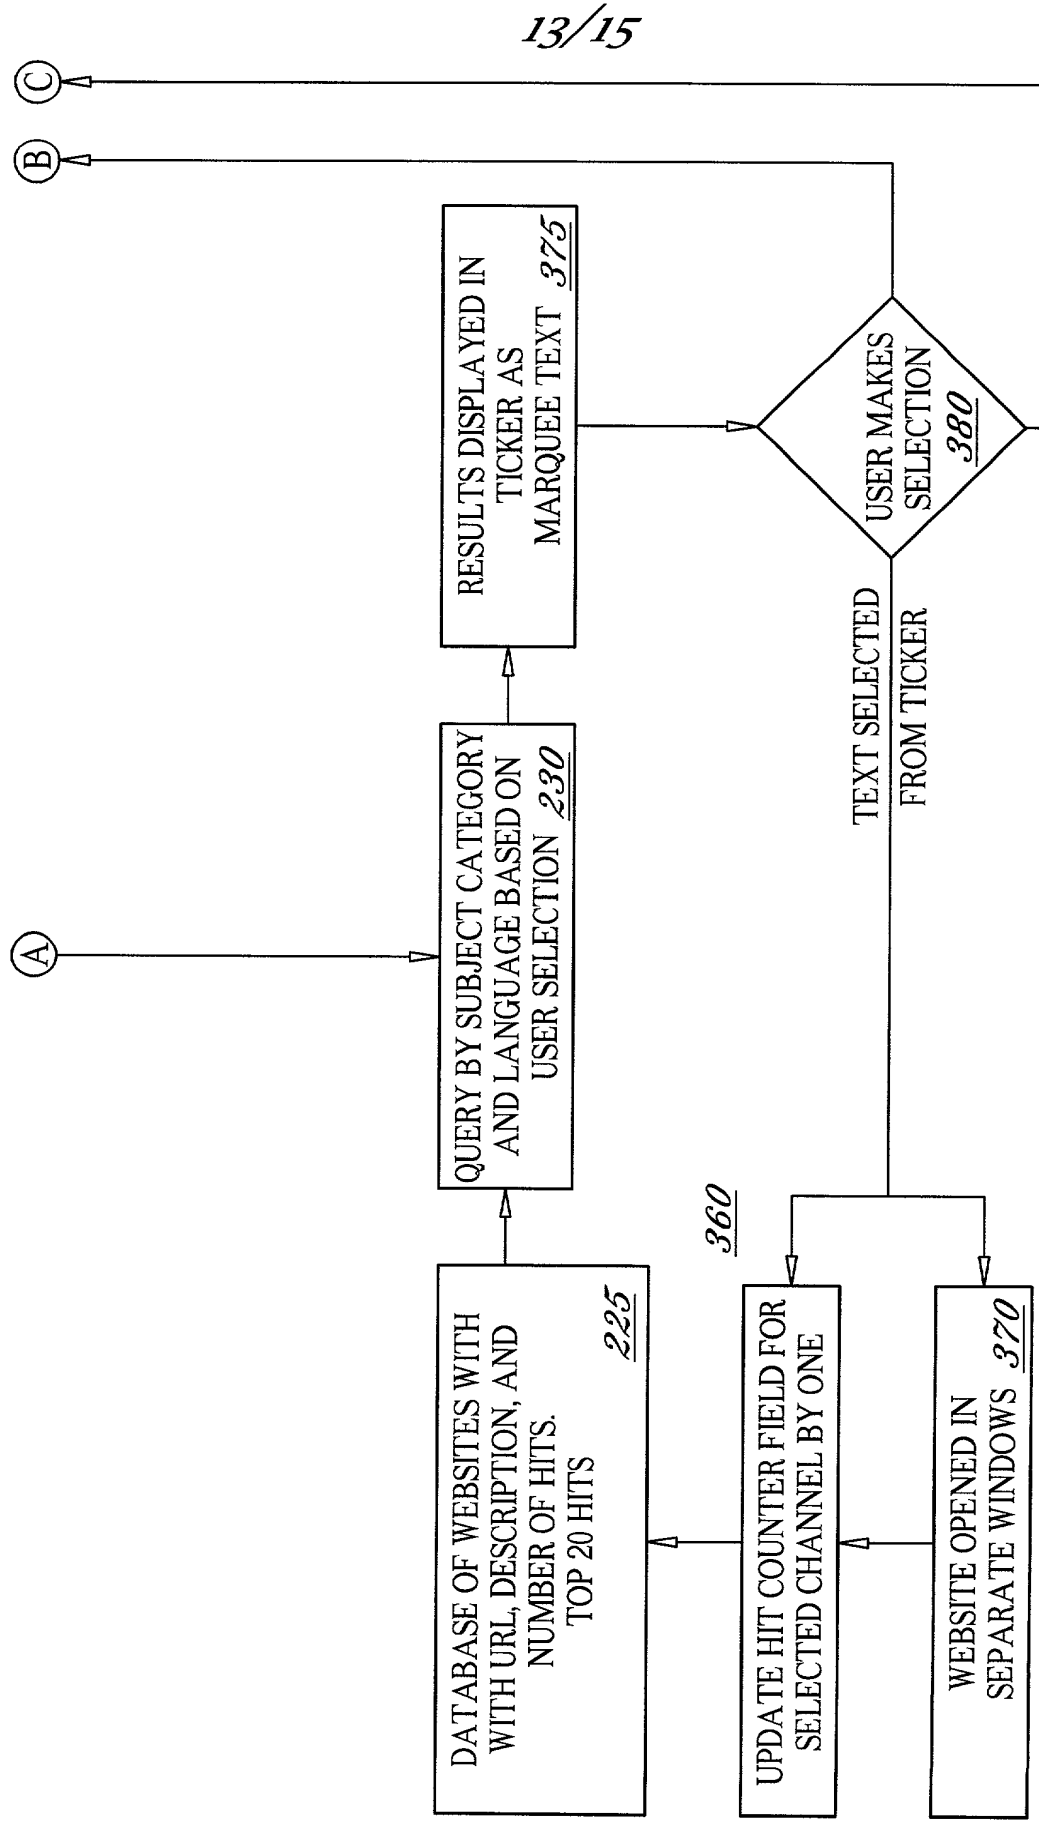 13/15
C
B
A
RESULTS DISPLAYED IN
TICKER AS
MARQUEE TEXT 375
QUERY BY SUBJECT CATEGORY
AND LANGUAGE BASED ON
USER SELECTION 230
DATABASE OF WEBSITES WITH
WITH URL, DESCRIPTION, AND
NUMBER OF HITS.
TOP 20 HITS
225
USER MAKES
SELECTION
380
TEXT SELECTED
FROM TICKER
360
UPDATE HIT COUNTER FIELD FOR
SELECTED CHANNEL BY ONE
WEBSITE OPENED IN
SEPARATE WINDOWS 370